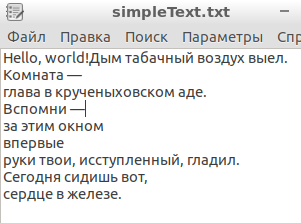 simpleText.txt
Файл Правка Поиск Параметры
Hello, world!Дым табачный воздух выел.
Комната —
глава в крученыховском аде.
Вспомни —
за этим окном
впервые
руки твои, исступленный, гладил.
Сегодня сидишь вот,
сердце в железе.